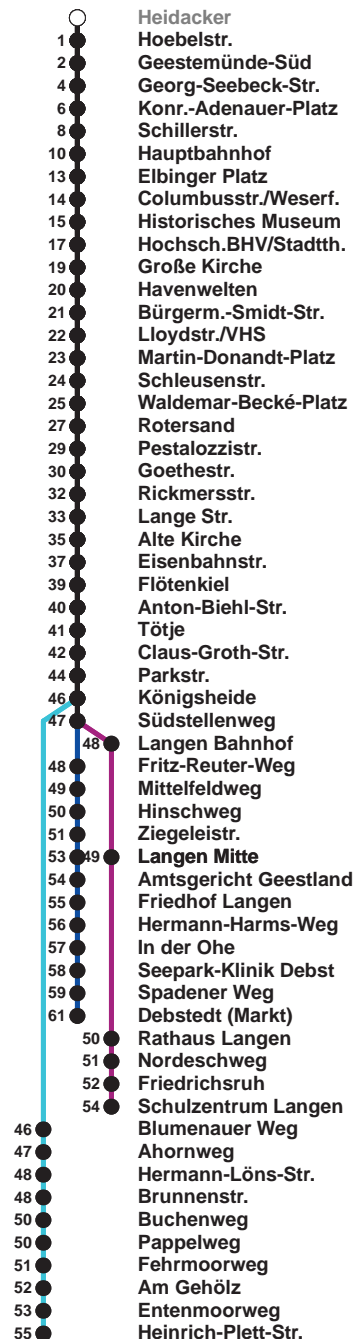 Heidacker
1 Hoebelstr.
2 Geestemünde-Süd
4 Georg-Seebeck-Str.
6 Konr.-Adenauer-Platz
8 Schillerstr.
10 Hauptbahnhof
13 Elbinger Platz
14 Columbusstr./Weserf.
15 Historisches Museum
17 Hochsch.BHV/Stadtth.
19 Große Kirche
20 Havenwelten
21 Bürgerm.-Smidt-Str.
22 Lloydstr./VHS
23 Martin-Donandt-Platz
24 Schleusenstr.
25 Waldemar-Becké-Platz
27 Rotersand
29 Pestalozzistr.
30 Goethestr.
32 Rickmersstr.
33 Lange Str.
35 Alte Kirche
37 Eisenbahnstr.
39 Flötenkiel
40 Anton-Biehl-Str.
41 Tötje
42 Claus-Groth-Str.
44 Parkstr.
46 Königsheide
47 Südstellenweg
48 Langen Bahnhof
48 Fritz-Reuter-Weg
49 Mittelfeldweg
50 Hinschweg
51 Ziegeleistr.
53 49 Langen Mitte
54 Amtsgericht Geestland
55 Friedhof Langen
56 Hermann-Harms-Weg
57 In der Ohe
58 Seepark-Klinik Debst
59 Spadener Weg
61 Debstedt (Markt)
50 Rathaus Langen
51 Nordeschweg
52 Friedrichsruh
54 Schulzentrum Langen
46 Blumenauer Weg
47 Ahornweg
48 Hermann-Löns-Str.
48 Brunnenstr.
50 Buchenweg
50 Pappelweg
51 Fehrmoorweg
52 Am Gehölz
53 Entenmoorweg
55 Heinrich-Plett-Str.